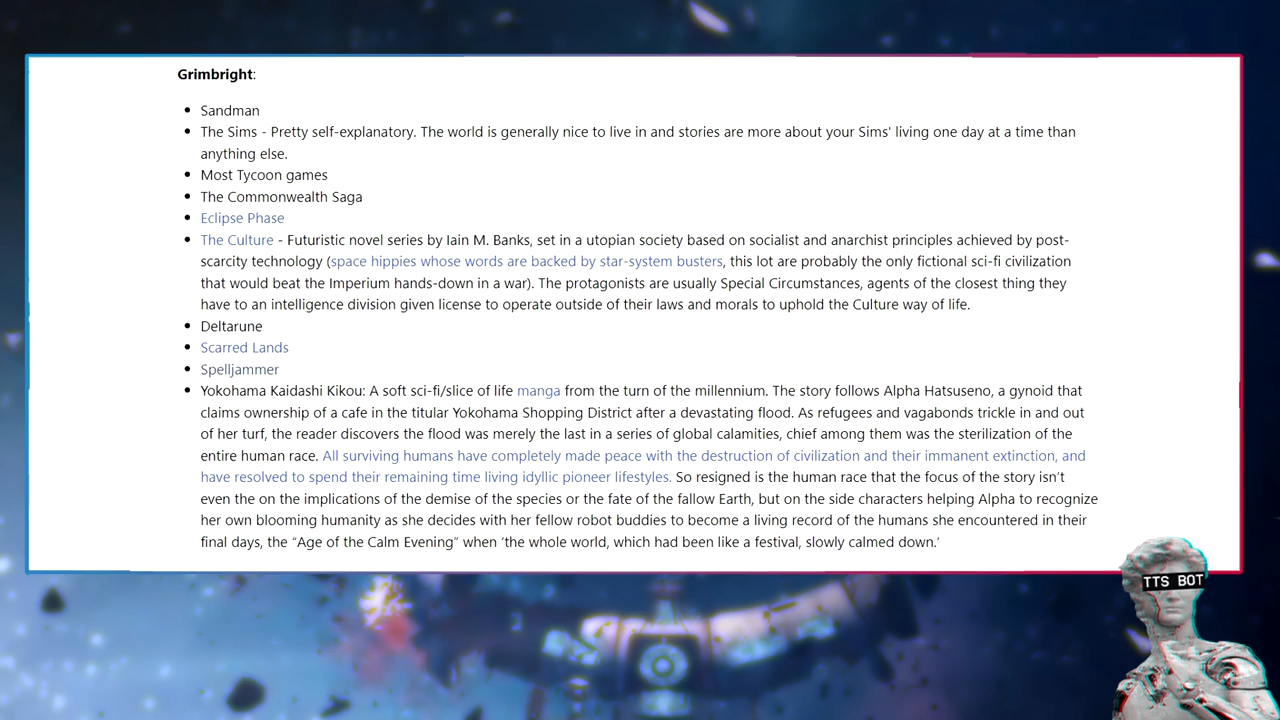 Grimbright:
Sandman
The Sims - Pretty self-explanatory. The world is generally nice to live in and stories are more about your Sims' living one day at a time than
anything else.
Most Tycoon games
The Commonwealth Saga
Eclipse Phase
The Culture - Futuristic novel series by Iain M. Banks, set in a utopian society based on socialist and anarchist principles achieved by post-
scarcity technology (space hippies whose words are backed by star-system busters, this lot are probably the only fictional sci-fi civilization
that would beat the Imperium hands-down in a war). The protagonists are usually Special Circumstances, agents of the closest thing they
have to an intelligence division given license to operate outside of their laws and morals to uphold the Culture way of life.
Deltarune
Scarred Lands
Spelljammer
Yokohama Kaidashi Kikou: A soft sci-fi/slice of life manga from the turn of the millennium. The story follows Alpha Hatsuseno, a gynoid that
claims ownership of a cafe in the titular Yokohama Shopping District after a devastating flood. As refugees and vagabonds trickle in and out
of her turf, the reader discovers the flood was merely the last in a series of global calamities, chief among them was the sterilization of the
entire human race. All surviving humans have completely made peace with the destruction of civilization and their immanent extinction, and
have resolved to spend their remaining time living idyllic pioneer lifestyles. So resigned is the human race that the focus of the story isn't
even the on the implications of the demise of the species or the fate of the fallow Earth, but on the side characters helping Alpha to recognize
her own blooming humanity as she decides with her fellow robot buddies to become a living record of the humans she encountered in their
final days, the “Age of the Calm Evening” when ‘the whole world, which had been like a festival, slowly calmed down.’
TTS BOT